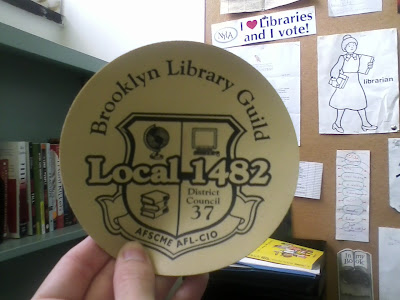 Brooklyn Library Guild
Local 1482
District
Council
37
AFSCME AFL-CIO
I ♥ Libraries
and I vote!
librarian